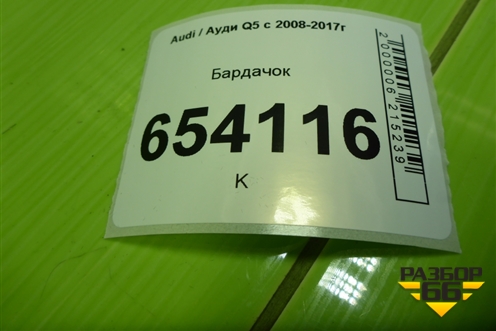 Audi / Ауди Q5 с 2008-2017г
Бардачок
654116
К
2000006215239
РАЗБОР
66